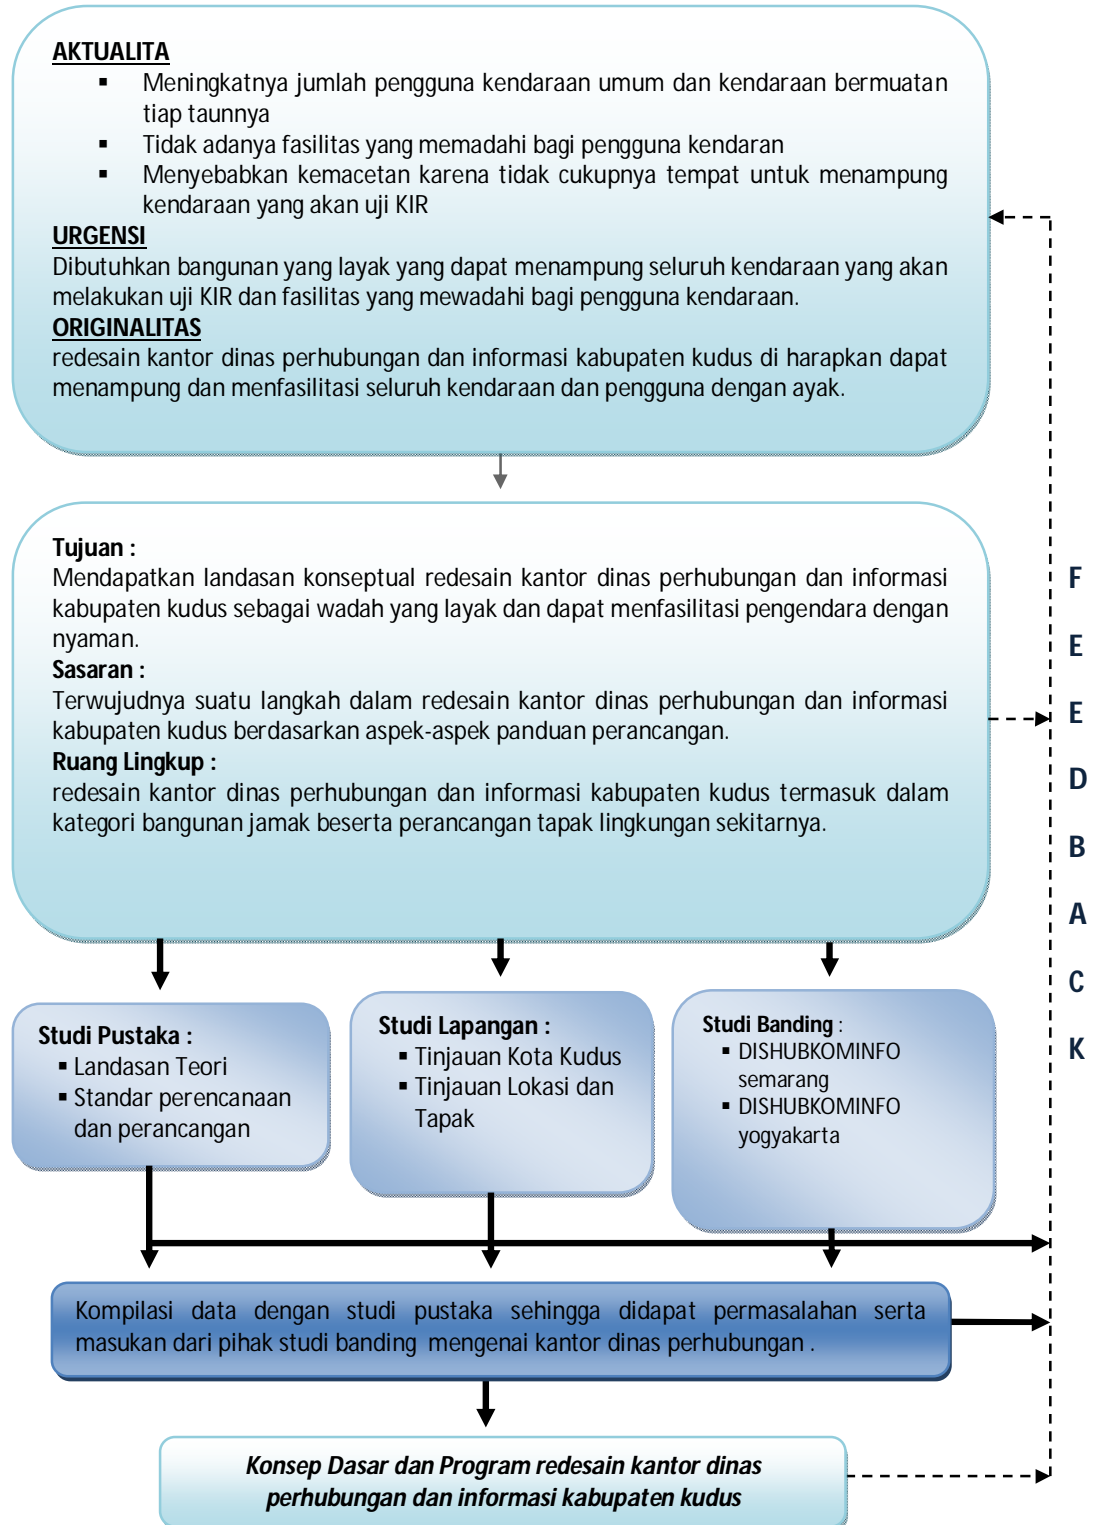 AKTUALITA
▪ Meningkatnya jumlah pengguna kendaraan umum dan kendaraan bermuatan
tiap taunnya
▪ Tidak adanya fasilitas yang memadahi bagi pengguna kendaran
▪ Menyebabkan kemacetan karena tidak cukupnya tempat untuk menampung
kendaraan yang akan uji KIR
URGENSI
Dibutuhkan bangunan yang layak yang dapat menampung seluruh kendaraan yang akan
melakukan uji KIR dan fasilitas yang mewadahi bagi pengguna kendaraan.
ORIGINALITAS
redesain kantor dinas perhubungan dan informasi kabupaten kudus di harapkan dapat
menampung dan menfasilitasi seluruh kendaraan dan pengguna dengan ayak.
Tujuan :
Mendapatkan landasan konseptual redesain kantor dinas perhubungan dan informasi
kabupaten kudus sebagai wadah yang layak dan dapat menfasilitasi pengendara dengan
nyaman.
Sasaran :
Terwujudnya suatu langkah dalam redesain kantor dinas perhubungan dan informasi
kabupaten kudus berdasarkan aspek-aspek panduan perancangan.
Ruang Lingkup :
redesain kantor dinas perhubungan dan informasi kabupaten kudus termasuk dalam
kategori bangunan jamak beserta perancangan tapak lingkungan sekitarnya.
F
E
E
D
B
A
C
K
Studi Pustaka :
▪ Landasan Teori
▪ Standar perencanaan
dan perancangan
Studi Lapangan :
▪ Tinjauan Kota Kudus
▪ Tinjauan Lokasi dan
Tapak
Studi Banding :
▪ DISHUBKOMINFO
semarang
▪ DISHUBKOMINFO
yogyakarta
Kompilasi data dengan studi pustaka sehingga didapat permasalahan serta
masukan dari pihak studi banding mengenai kantor dinas perhubungan .
Konsep Dasar dan Program redesain kantor dinas
perhubungan dan informasi kabupaten kudus